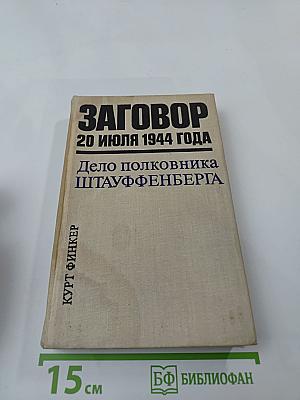 ЗАГОВОР
20 ИЮЛЯ 1944 ГОДА
Дело полковника
ШТАУФФЕНБЕРГА
КУРТ ФИНКЕР
15 см
БФ БИБЛИОФАН